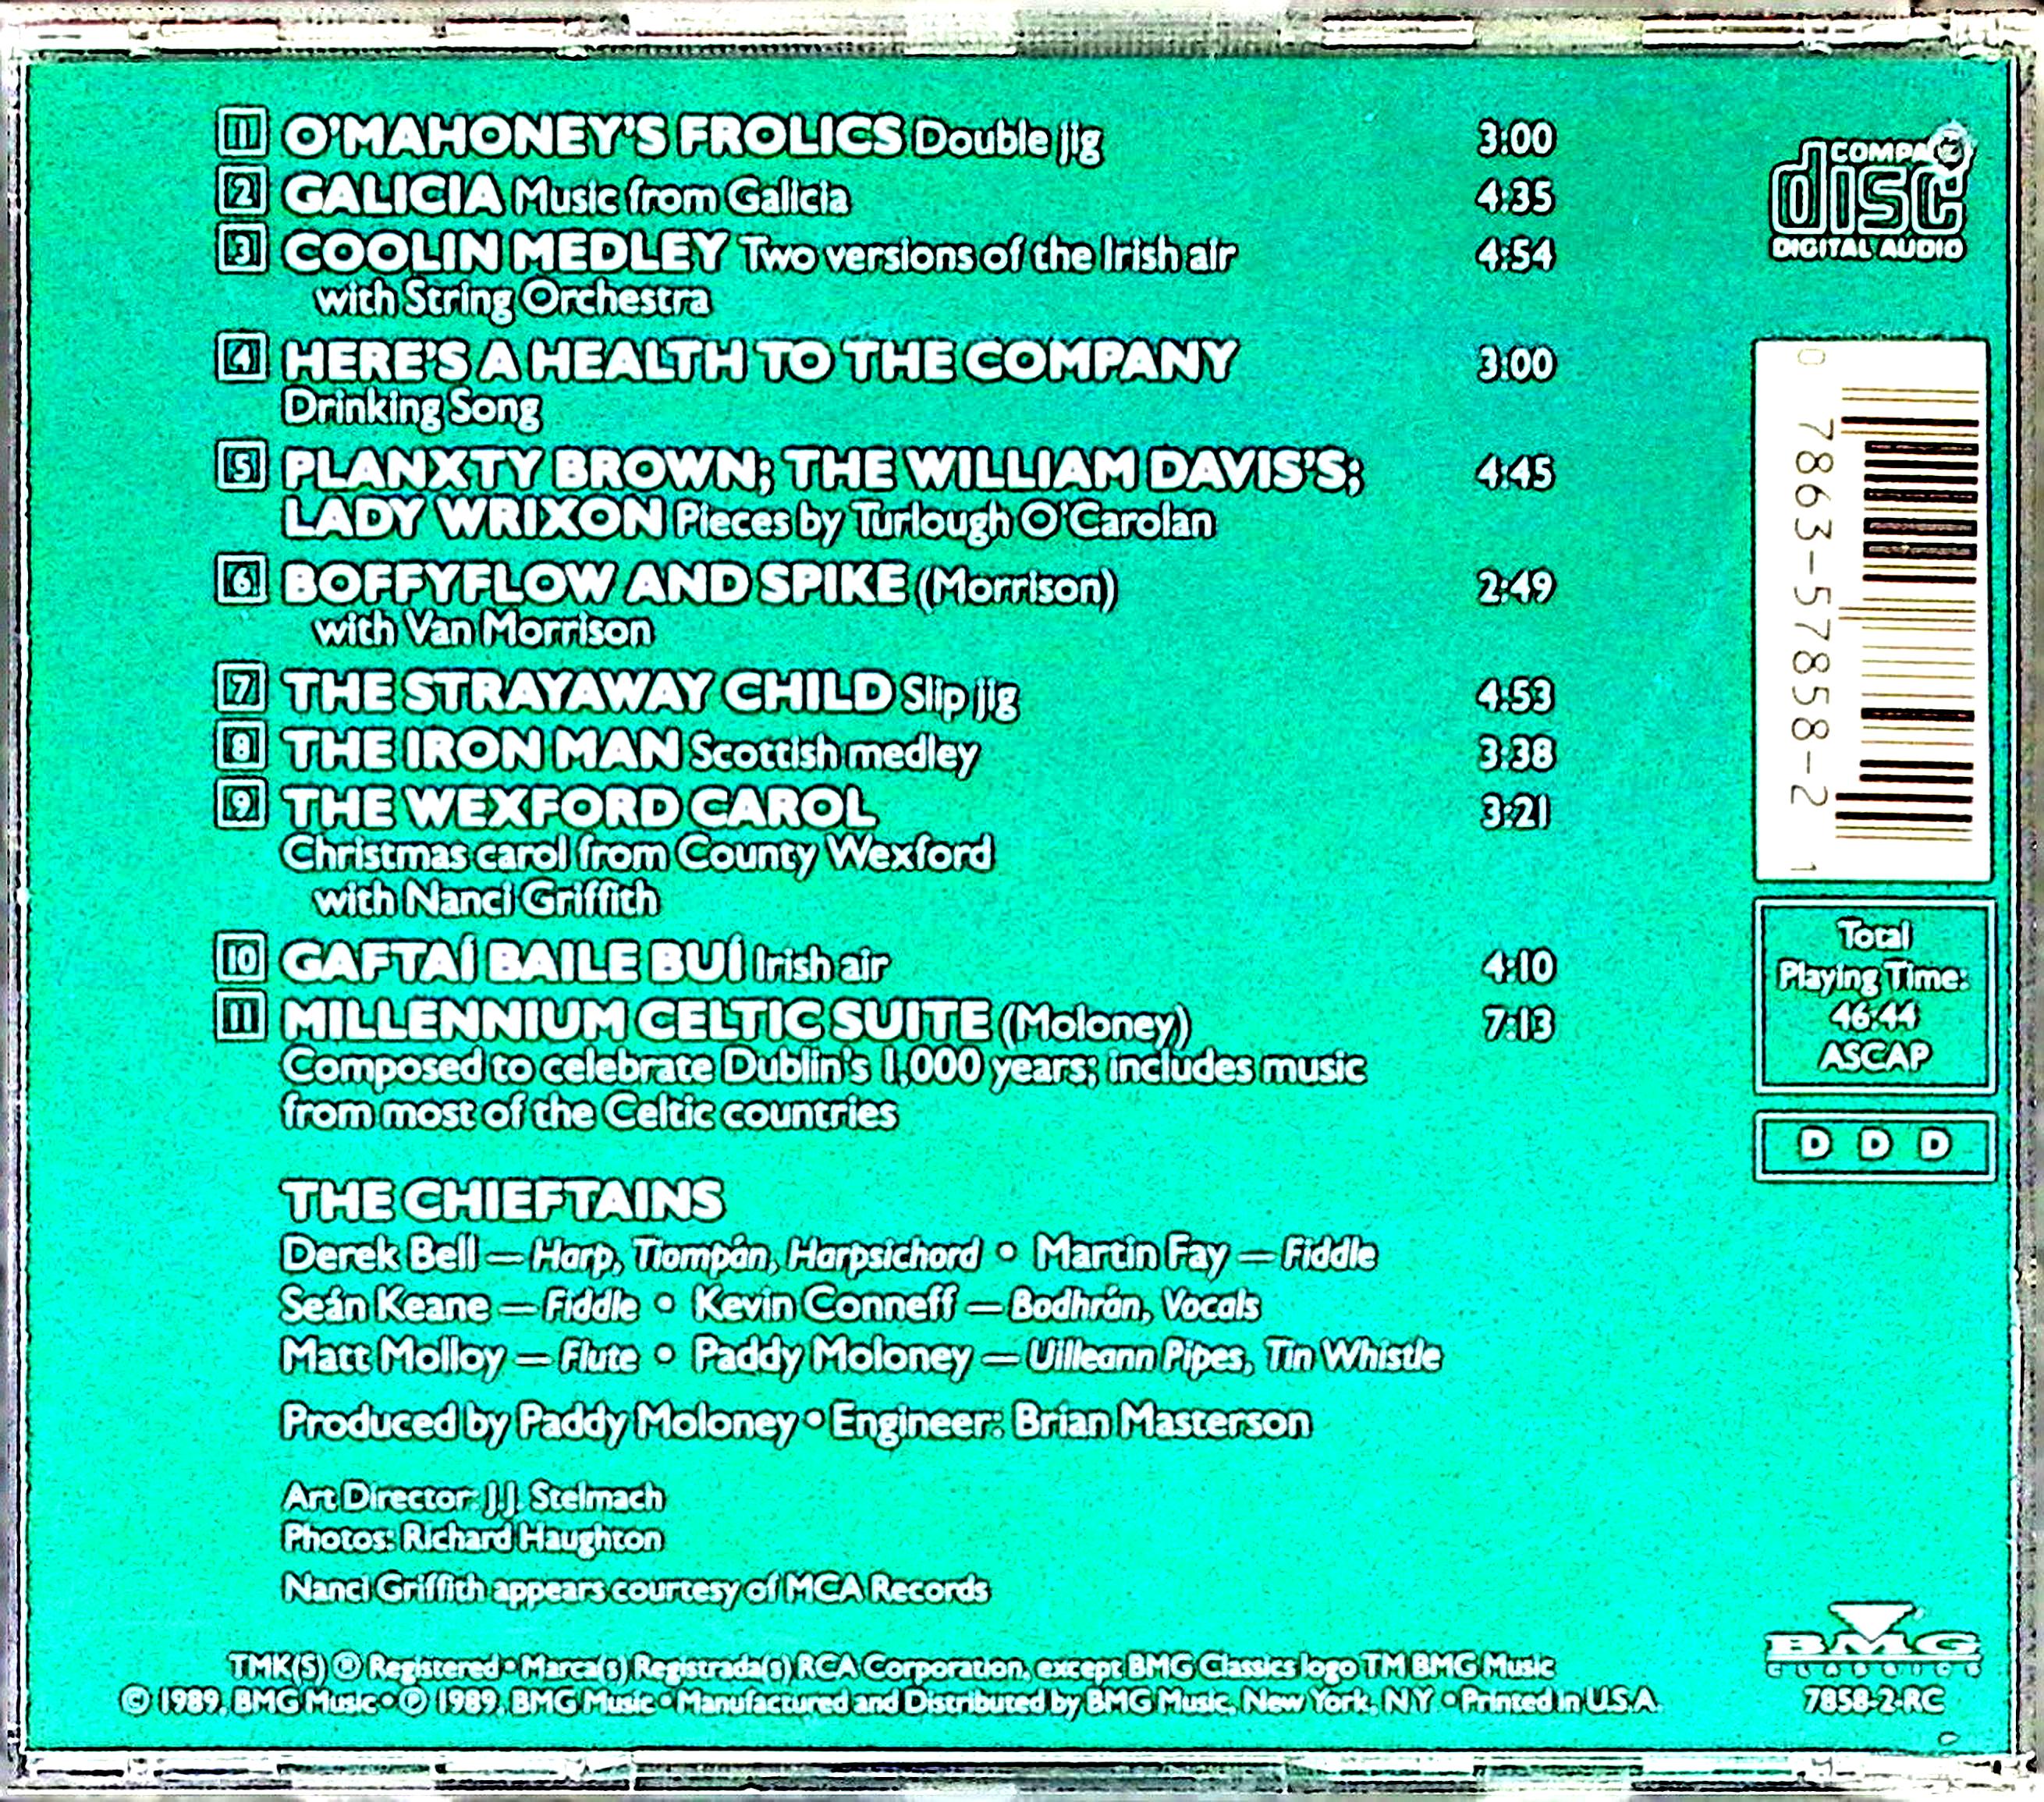 1 O'MAHONEY'S FROLICS Double jig 3:00
2 GALICIA Music from Galicia 4:35
3 COOLIN MEDLEY Two versions of the Irish air 4:54
with String Orchestra
4 HERE'S A HEALTH TO THE COMPANY 3:00
Drinking Song
5 PLANXTY BROWN; THE WILLIAM DAVIS'S; 4:45
LADY WRIXON Pieces by Turlough O'Carolan
6 BOFFYFLOW AND SPIKE (Morrison) 2:49
with Van Morrison
7 THE STRAYAWAY CHILD Slip jig 4:53
8 THE IRON MAN Scottish medley 3:38
9 THE WEXFORD CAROL 3:21
Christmas carol from County Wexford
with Nanci Griffith
10 GAFTAÍ BAILE BUÍ Irish air 4:10
11 MILLENNIUM CELTIC SUITE (Moloney) 7:13
Composed to celebrate Dublin's 1,000 years; includes music
from most of the Celtic countries
THE CHIEFTAINS
Derek Bell — Harp, Tiompán, Harpsichord • Martin Fay — Fiddle
Seán Keane — Fiddle • Kevin Conneff — Bodhrán, Vocals
Matt Molloy — Flute • Paddy Moloney — Uilleann Pipes, Tin Whistle
Produced by Paddy Moloney • Engineer: Brian Masterson
Art Director: J.J. Stelmach
Photos: Richard Haughton
Nanci Griffith appears courtesy of MCA Records
TMK(S) ® Registered • Marca(s) Registrada(s) RCA Corporation, except BMG Classics logo TM BMG Music
© 1989, BMG Music • ℗ 1989, BMG Music • Manufactured and Distributed by BMG Music, New York, NY • Printed in U.S.A.
disc
DIGITAL AUDIO
0 7863-57858-2 1
Total
Playing Time:
46:44
ASCAP
D D D
BMG
CLASSICS
7858-2-RC